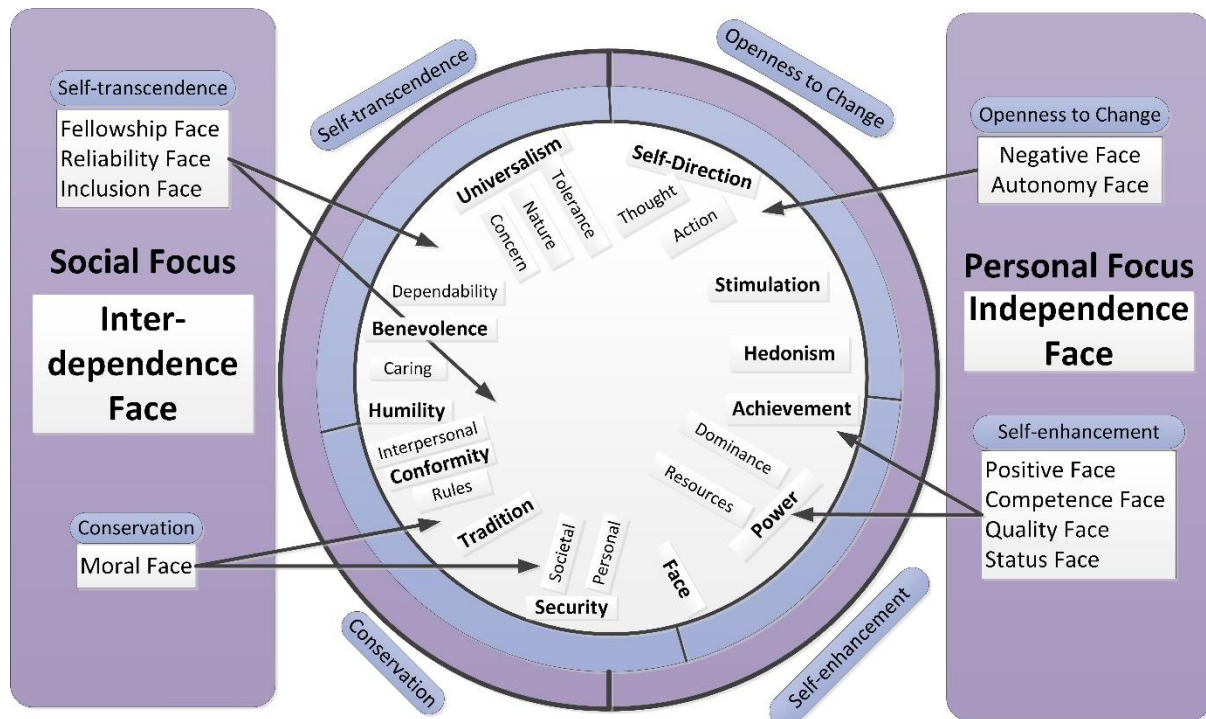 Self-transcendence
Fellowship Face
Reliability Face
Inclusion Face
Social Focus
Inter-
dependence
Face
Conservation
Moral Face
Self-transcendence
Openness to Change
Conservation
Self-enhancement
Universalism
Concern
Nature
Tolerance
Self-Direction
Thought
Action
Stimulation
Hedonism
Achievement
Dominance
Resources
Power
Face
Security
Personal
Societal
Tradition
Rules
Conformity
Interpersonal
Humility
Caring
Benevolence
Dependability
Openness to Change
Negative Face
Autonomy Face
Personal Focus
Independence
Face
Self-enhancement
Positive Face
Competence Face
Quality Face
Status Face